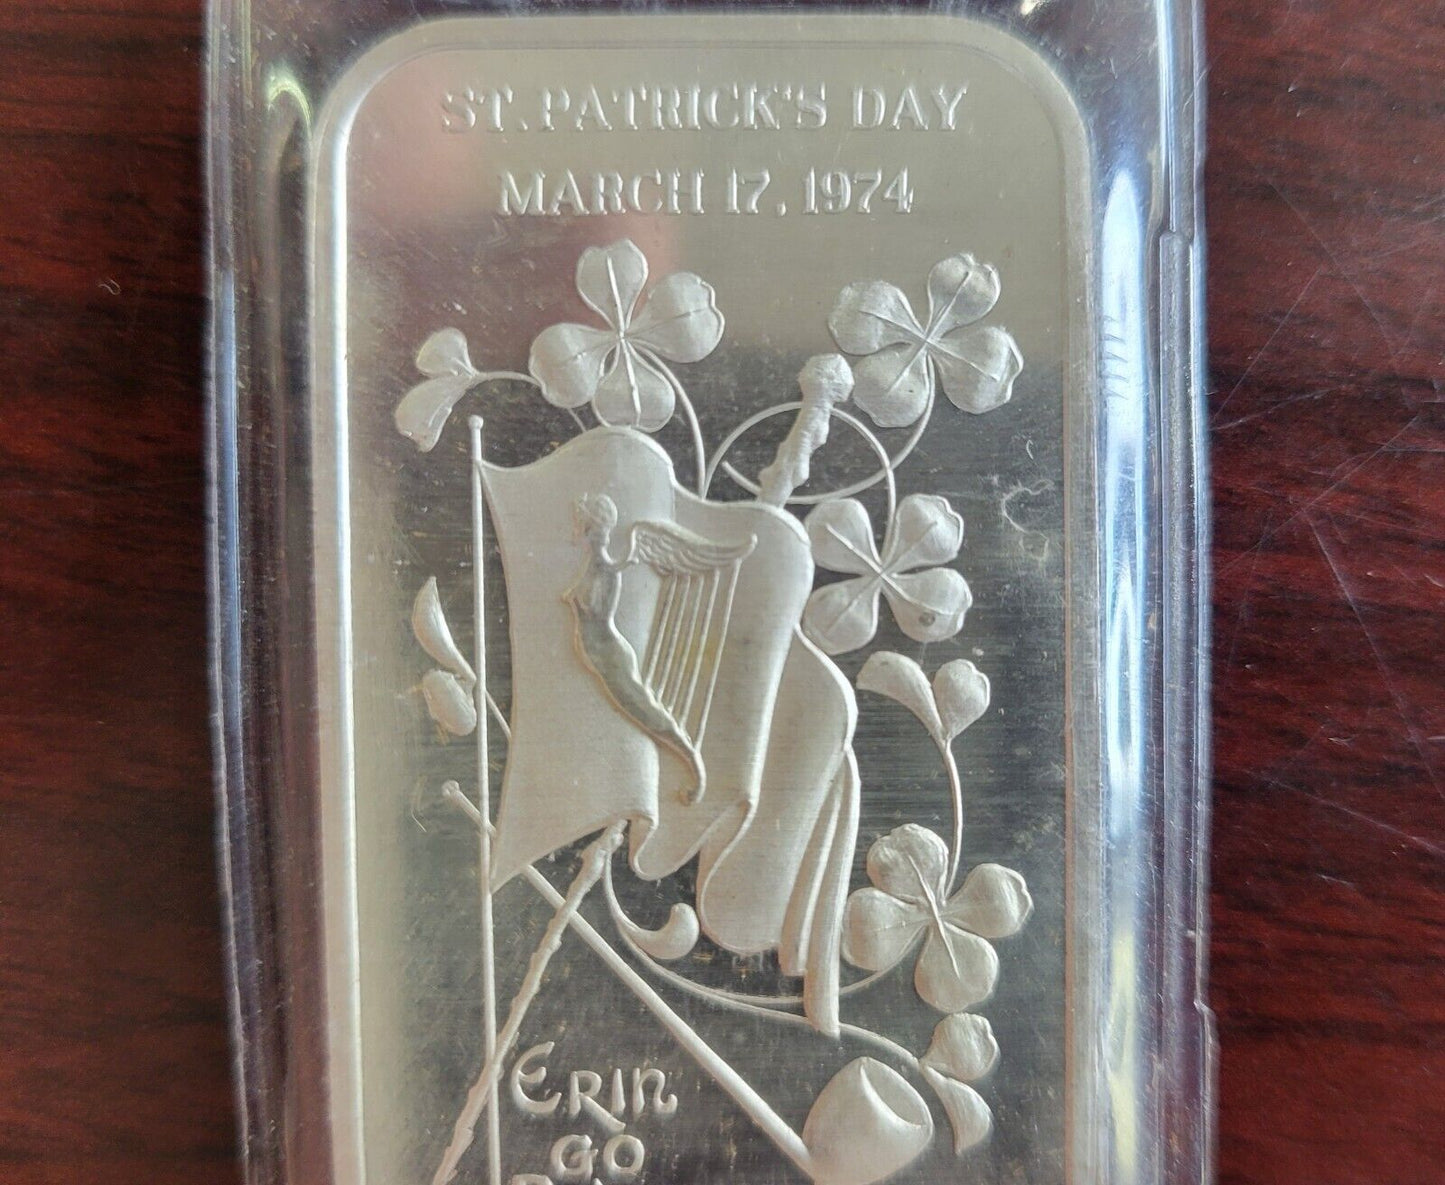 ST. PATRICK'S DAY
MARCH 17, 1974
ERIN
GO